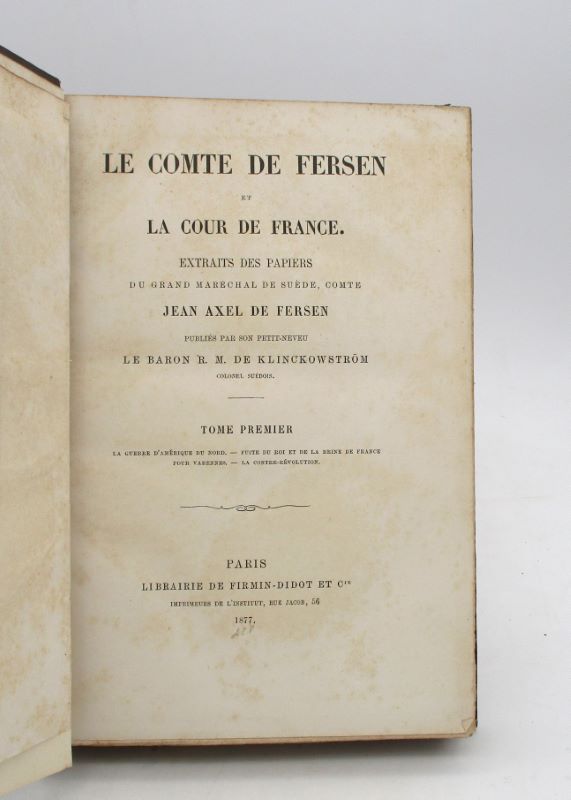 LE COMTE DE FERSEN
ET
LA COUR DE FRANCE.
EXTRAITS DES PAPIERS
DU GRAND MARÉCHAL DE SUÈDE, COMTE
JEAN AXEL DE FERSEN
PUBLIÉS PAR SON PETIT-NEVEU
LE BARON R. M. DE KLINCKOWSTRÖM
COLONEL SUÉDOIS.
TOME PREMIER
LA GUERRE D'AMÉRIQUE DU NORD. — FUITE DU ROI ET DE LA REINE DE FRANCE
POUR VARENNES. — LA CONTRE-RÉVOLUTION.
PARIS
LIBRAIRIE DE FIRMIN-DIDOT ET Cie
IMPRIMEURS DE L'INSTITUT, RUE JACOB, 56
1877.